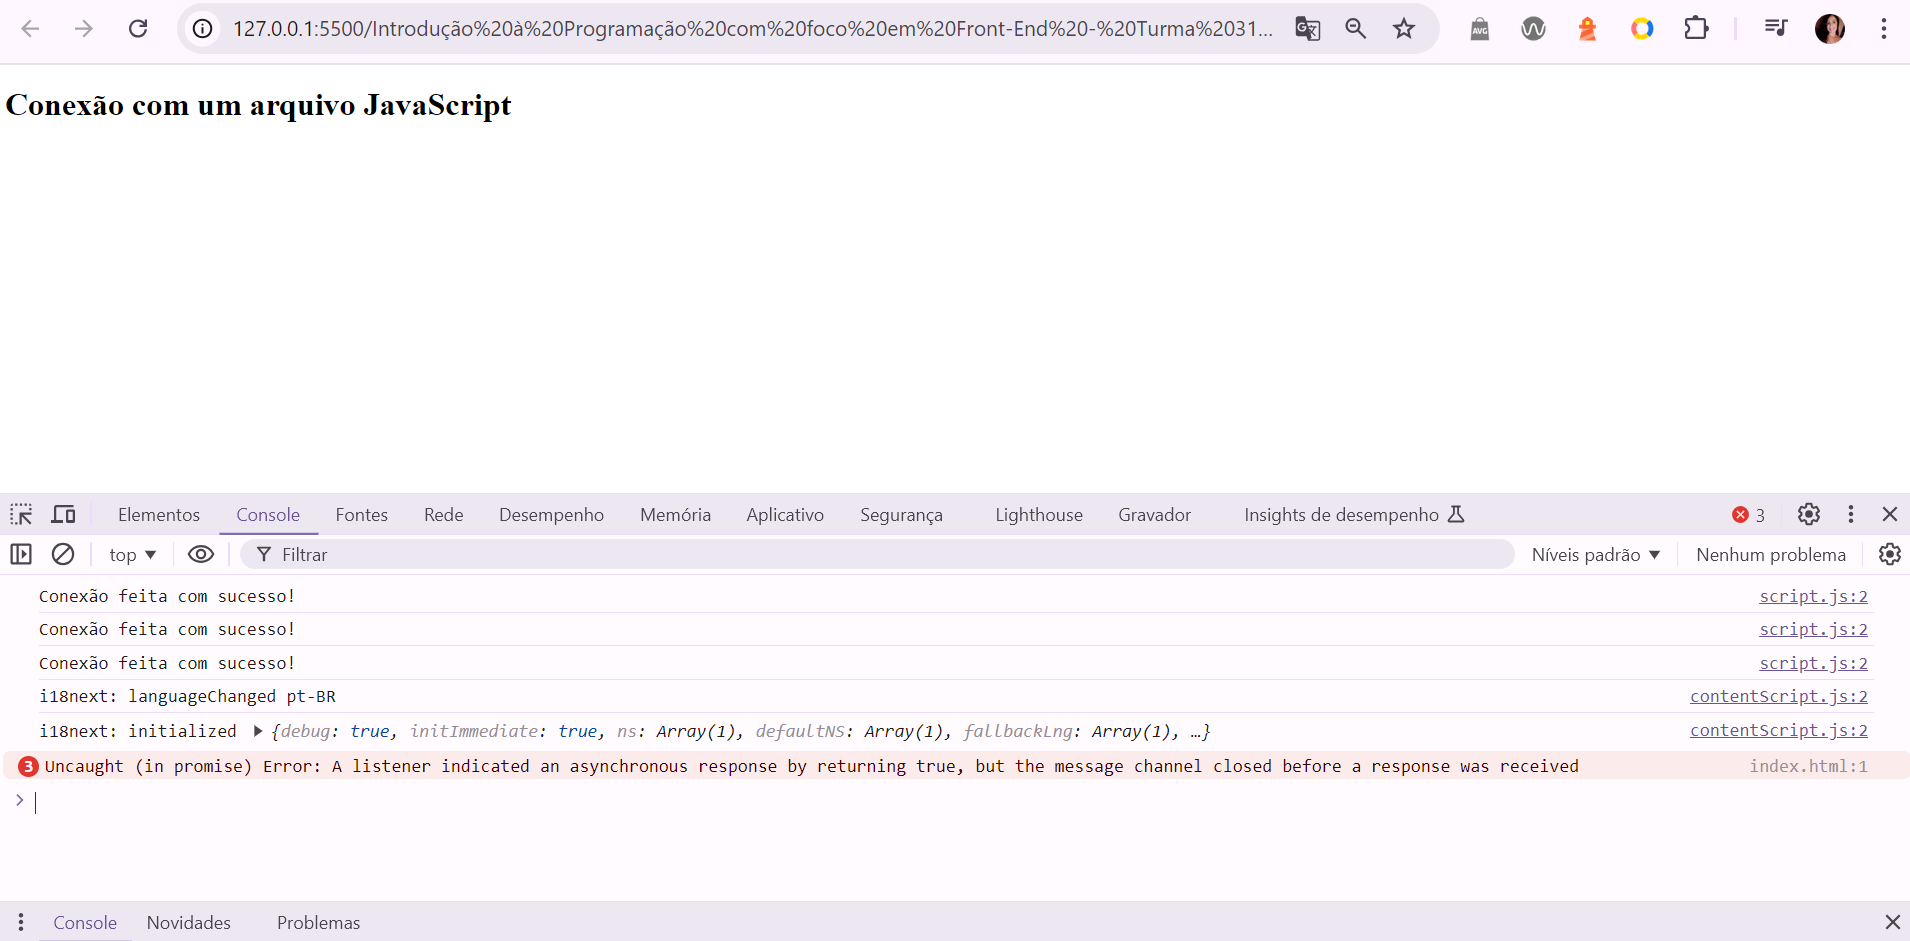 127.0.0.1:5500/Introdução%20à%20Programação%20com%20foco%20em%20Front-End%20-%20Turma%2031...
AVG
Conexão com um arquivo JavaScript
Elementos Console Fontes Rede Desempenho Memória Aplicativo Segurança Lighthouse Gravador Insights de desempenho 3
top Filtrar Níveis padrão Nenhum problema
Conexão feita com sucesso! script.js:2
Conexão feita com sucesso! script.js:2
Conexão feita com sucesso! script.js:2
i18next: languageChanged pt-BR contentScript.js:2
i18next: initialized {debug: true, initImmediate: true, ns: Array(1), defaultNS: Array(1), fallbackLng: Array(1), …} contentScript.js:2
3 Uncaught (in promise) Error: A listener indicated an asynchronous response by returning true, but the message channel closed before a response was received index.html:1
Console Novidades Problemas